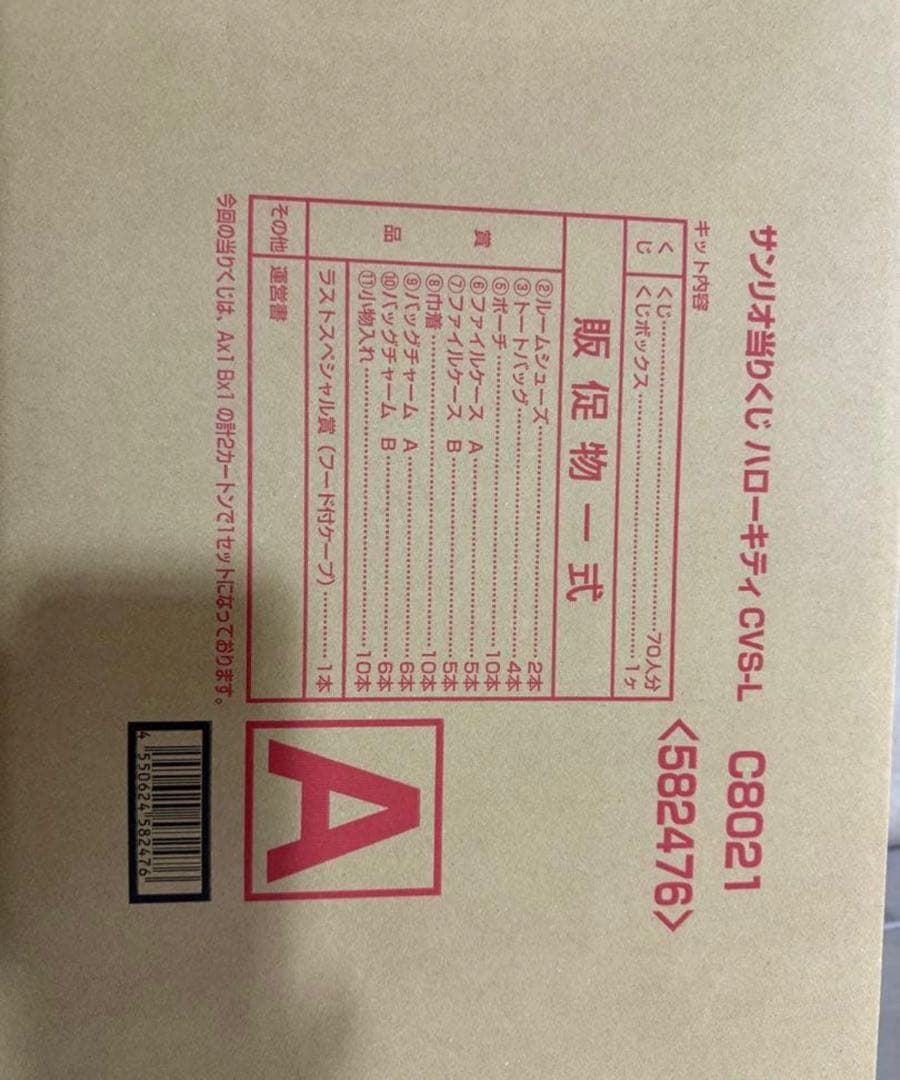 サンリオ当りくじ ハローキティ CVS-L C8021
<582476>
キット内容
くじ くじ……………………70人分
くじボックス……………………1ヶ
販促物一式
賞品
②ルームシューズ……………………2本
③トートバッグ……………………4本
⑤ポーチ……………………10本
⑥ファイルケース A……………………5本
⑦ファイルケース B……………………5本
⑧巾着……………………10本
⑨バッグチャーム A……………………6本
⑩バッグチャーム B……………………6本
⑪小物入れ……………………10本
ラストスペシャル賞(フード付ケープ)…………1本
その他 運営書
今回の当りくじは、Ax1 Bx1 の計2カートンで1セットになっております。
A
4 550624 582476